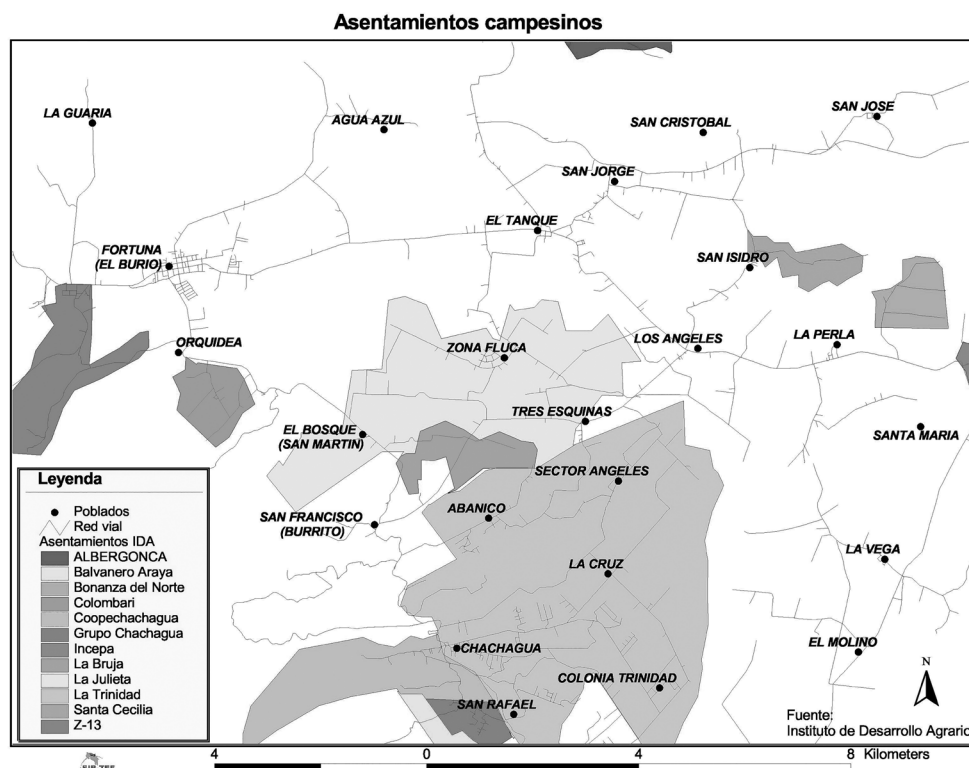 Asentamientos campesinos
LA GUARIA
AGUA AZUL
SAN CRISTOBAL
SAN JOSE
SAN JORGE
EL TANQUE
FORTUNA
(EL BURIO)
SAN ISIDRO
ORQUIDEA
ZONA FLUCA
LOS ANGELES
LA PERLA
TRES ESQUINAS
EL BOSQUE
(SAN MARTIN)
SANTA MARIA
SECTOR ANGELES
SAN FRANCISCO
(BURRITO)
ABANICO
LA CRUZ
LA VEGA
CHACHAGUA
EL MOLINO
COLONIA TRINIDAD
SAN RAFAEL
Leyenda
Poblados
Red vial
Asentamientos IDA
ALBERGONCA
Balvanero Araya
Bonanza del Norte
Colombari
Coopechachagua
Grupo Chachagua
Incepa
La Bruja
La Julieta
La Trinidad
Santa Cecilia
Z-13
N
Fuente:
Instituto de Desarrollo Agrario
4 0 4 8 Kilometers